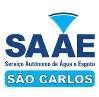 SAAE
Serviço Autônomo de Água e Esgoto
SÃO CARLOS